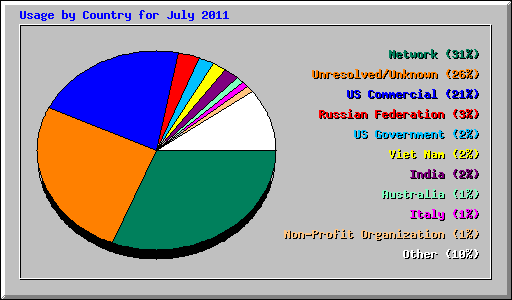 Usage by Country for July 2011
Network (31%)
Unresolved/Unknown (26%)
US Commercial (21%)
Russian Federation (3%)
US Government (2%)
Viet Nam (2%)
India (2%)
Australia (1%)
Italy (1%)
Non-Profit Organization (1%)
Other (10%)